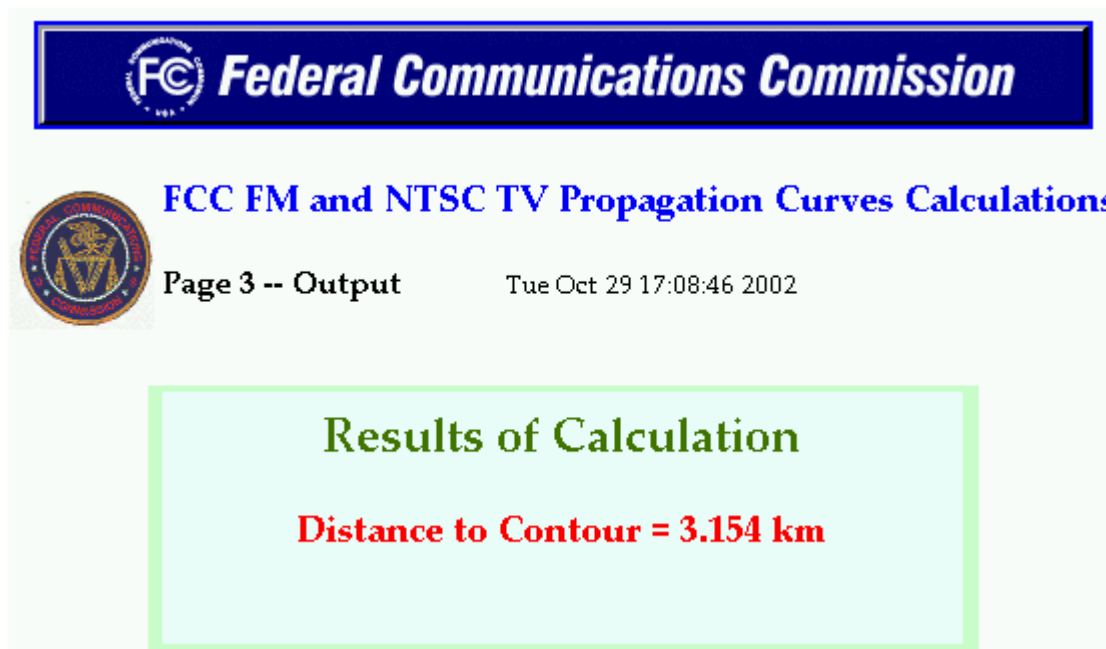 FCC Federal Communications Commission
FCC FM and NTSC TV Propagation Curves Calculations
Page 3 -- Output Tue Oct 29 17:08:46 2002
Results of Calculation
Distance to Contour = 3.154 km